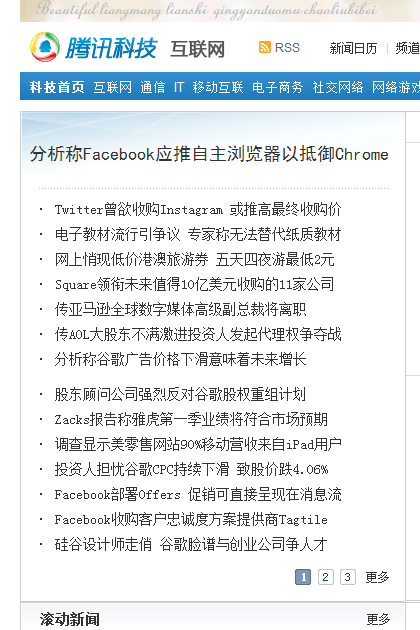 Beautiful liangmang lianshi qingyanduomu chaoliabibei
腾讯科技 互联网 RSS 新闻日历 | 频道
科技首页 互联网 通信 IT 移动互联 电子商务 社交网络 网络游戏
分析称Facebook应推自主浏览器以抵御Chrome
· Twitter曾欲收购Instagram 或推高最终收购价
· 电子教材流行引争议 专家称无法替代纸质教材
· 网上悄现低价港澳旅游券 五天四夜游最低2元
· Square领衔未来值得10亿美元收购的11家公司
· 传亚马逊全球数字媒体高级副总裁将离职
· 传AOL大股东不满激进投资人发起代理权争夺战
· 分析称谷歌广告价格下滑意味着未来增长
· 股东顾问公司强烈反对谷歌股权重组计划
· Zacks报告称雅虎第一季业绩将符合市场预期
· 调查显示美零售网站90%移动营收来自iPad用户
· 投资人担忧谷歌CPC持续下滑 致股价跌4.06%
· Facebook部署Offers 促销可直接呈现在消息流
· Facebook收购客户忠诚度方案提供商Tagtile
· 硅谷设计师走俏 谷歌脸谱与创业公司争人才
1 2 3 更多
滚动新闻 更多